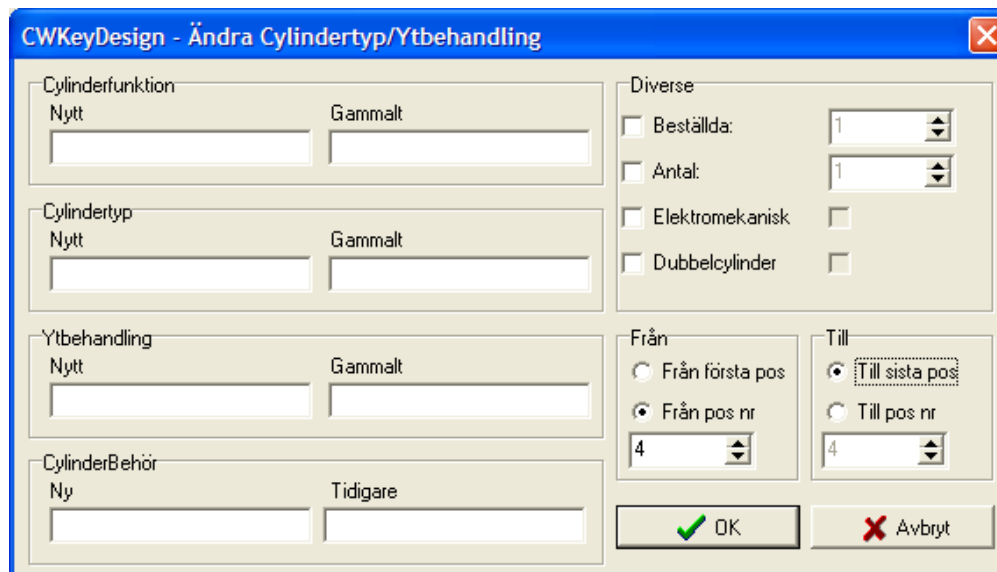 CWKeyDesign - Ändra Cylindertyp/Ytbehandling
Cylinderfunktion
Nytt
Gammalt
Cylindertyp
Nytt
Gammalt
Ytbehandling
Nytt
Gammalt
CylinderBehör
Ny
Tidigare
Diverse
Beställda:
1
Antal:
1
Elektromekanisk
Dubbelcylinder
Från
Från första pos
Från pos nr
4
Till
Till sista pos
Till pos nr
4
OK
Avbryt